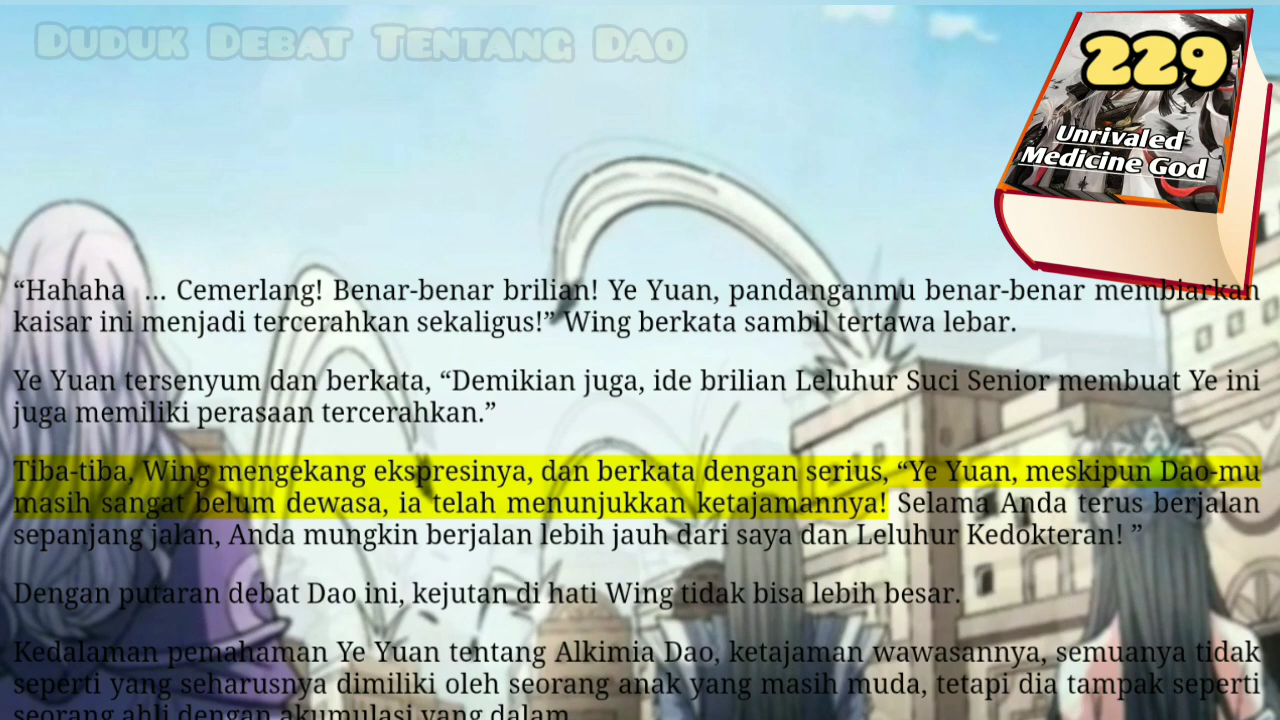 Duduk Debat Tentang Dao
229
Unrivaled
Medicine God
“Hahaha ... Cemerlang! Benar-benar brilian! Ye Yuan, pandanganmu benar-benar membiarkan
kaisar ini menjadi tercerahkan sekaligus!” Wing berkata sambil tertawa lebar.
Ye Yuan tersenyum dan berkata, “Demikian juga, ide brilian Leluhur Suci Senior membuat Ye ini
juga memiliki perasaan tercerahkan.”
Tiba-tiba, Wing mengekang ekspresinya, dan berkata dengan serius, “Ye Yuan, meskipun Dao-mu
masih sangat belum dewasa, ia telah menunjukkan ketajamannya! Selama Anda terus berjalan
sepanjang jalan, Anda mungkin berjalan lebih jauh dari saya dan Leluhur Kedokteran! ”
Dengan putaran debat Dao ini, kejutan di hati Wing tidak bisa lebih besar.
Kedalaman pemahaman Ye Yuan tentang Alkimia Dao, ketajaman wawasannya, semuanya tidak
seperti yang seharusnya dimiliki oleh seorang anak yang masih muda, tetapi dia tampak seperti
seorang ahli dengan akumulasi yang dalam